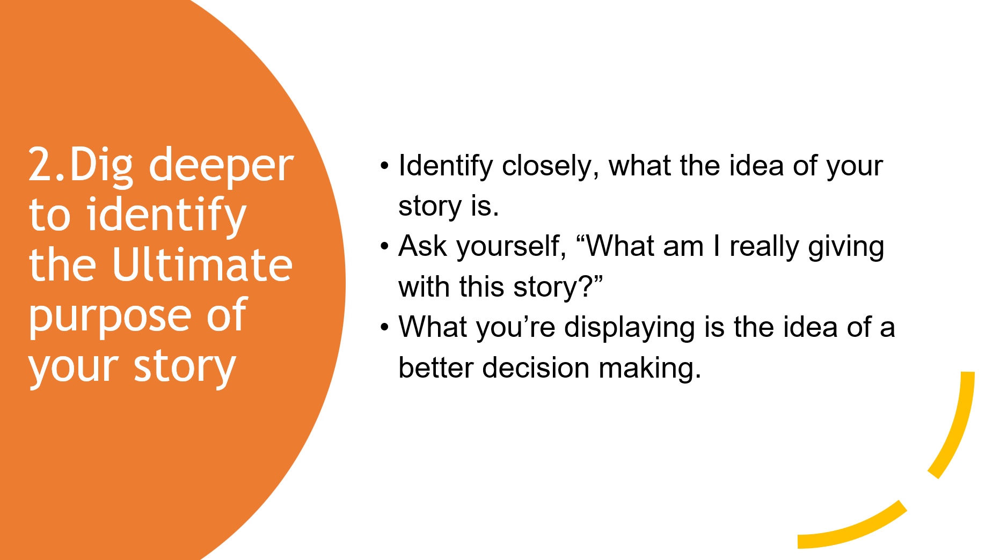 2.Dig deeper
to identify
the Ultimate
purpose of
your story
• Identify closely, what the idea of your
story is.
• Ask yourself, “What am I really giving
with this story?”
• What you’re displaying is the idea of a
better decision making.